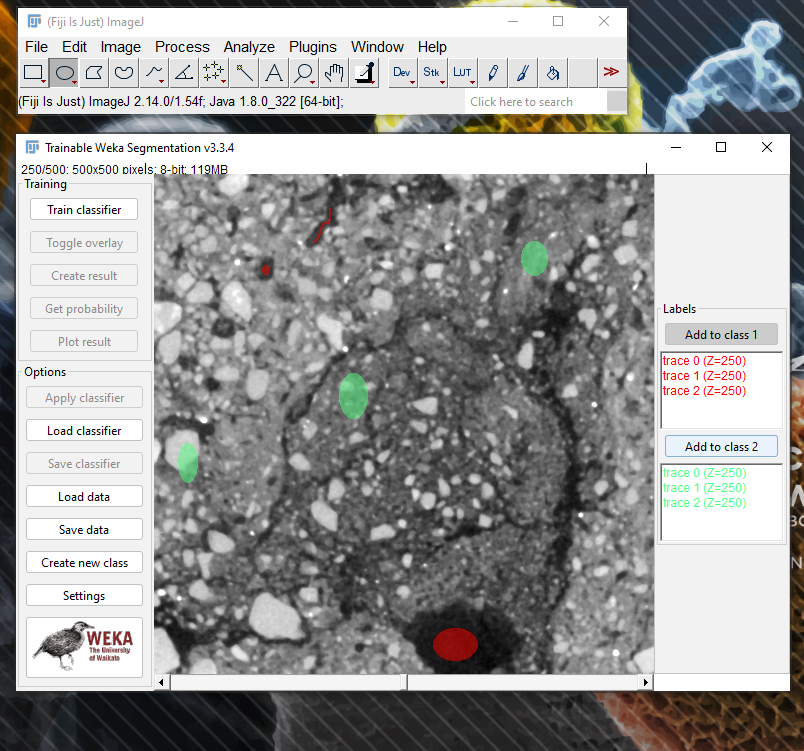 (Fiji Is Just) ImageJ
File Edit Image Process Analyze Plugins Window Help
Dev Stk LUT
(Fiji Is Just) ImageJ 2.14.0/1.54f; Java 1.8.0_322 [64-bit];
Click here to search
Trainable Weka Segmentation v3.3.4
250/500; 500x500 pixels; 8-bit; 119MB
Training
Train classifier
Toggle overlay
Create result
Get probability
Plot result
Options
Apply classifier
Load classifier
Save classifier
Load data
Save data
Create new class
Settings
WEKA
The University
of Waikato
Labels
Add to class 1
trace 0 (Z=250)
trace 1 (Z=250)
trace 2 (Z=250)
Add to class 2
trace 0 (Z=250)
trace 1 (Z=250)
trace 2 (Z=250)